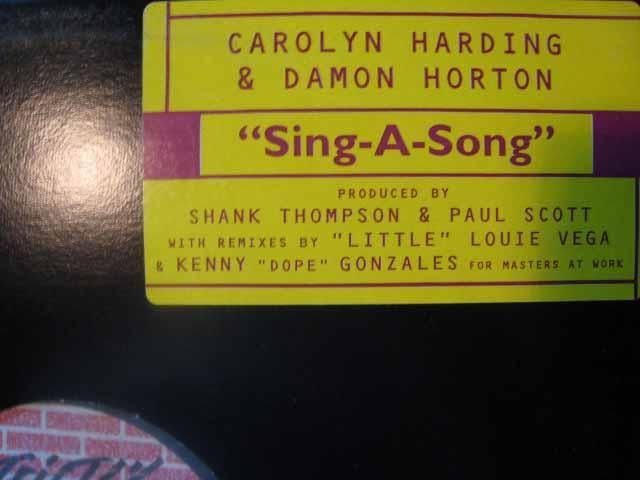 CAROLYN HARDING
& DAMON HORTON
“Sing-A-Song”
PRODUCED BY
SHANK THOMPSON & PAUL SCOTT
WITH REMIXES BY "LITTLE" LOUIE VEGA
& KENNY "DOPE" GONZALES FOR MASTERS AT WORK